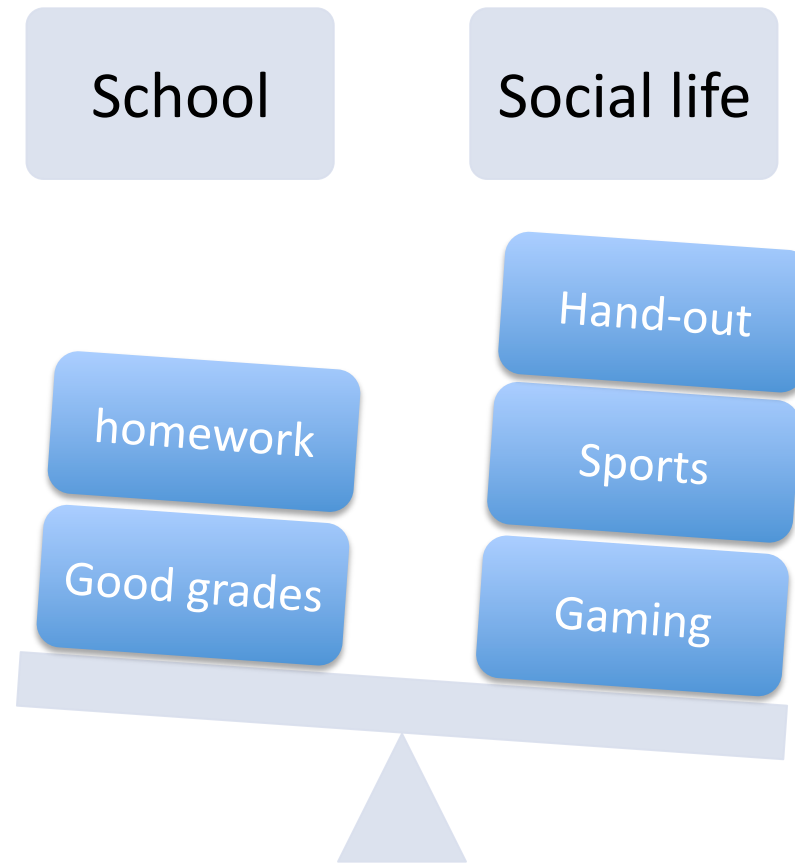 School
Social life
Hand-out
Sports
Gaming
homework
Good grades